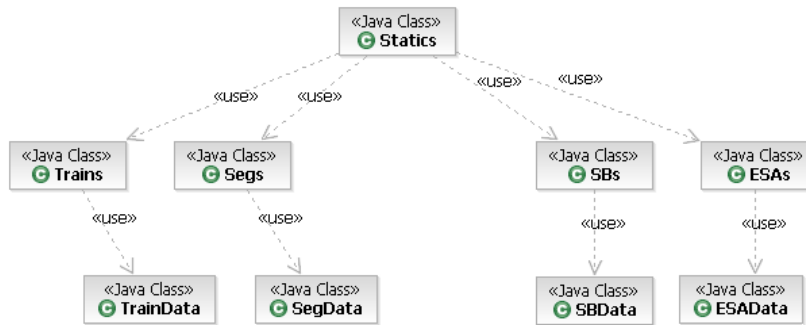 «Java Class»
C Statics
«use»
«use»
«use»
«use»
«Java Class»
C Trains
«Java Class»
C Segs
«Java Class»
C SBs
«Java Class»
C ESAs
«use»
«use»
«use»
«use»
«Java Class»
C TrainData
«Java Class»
C SegData
«Java Class»
C SBData
«Java Class»
C ESAData